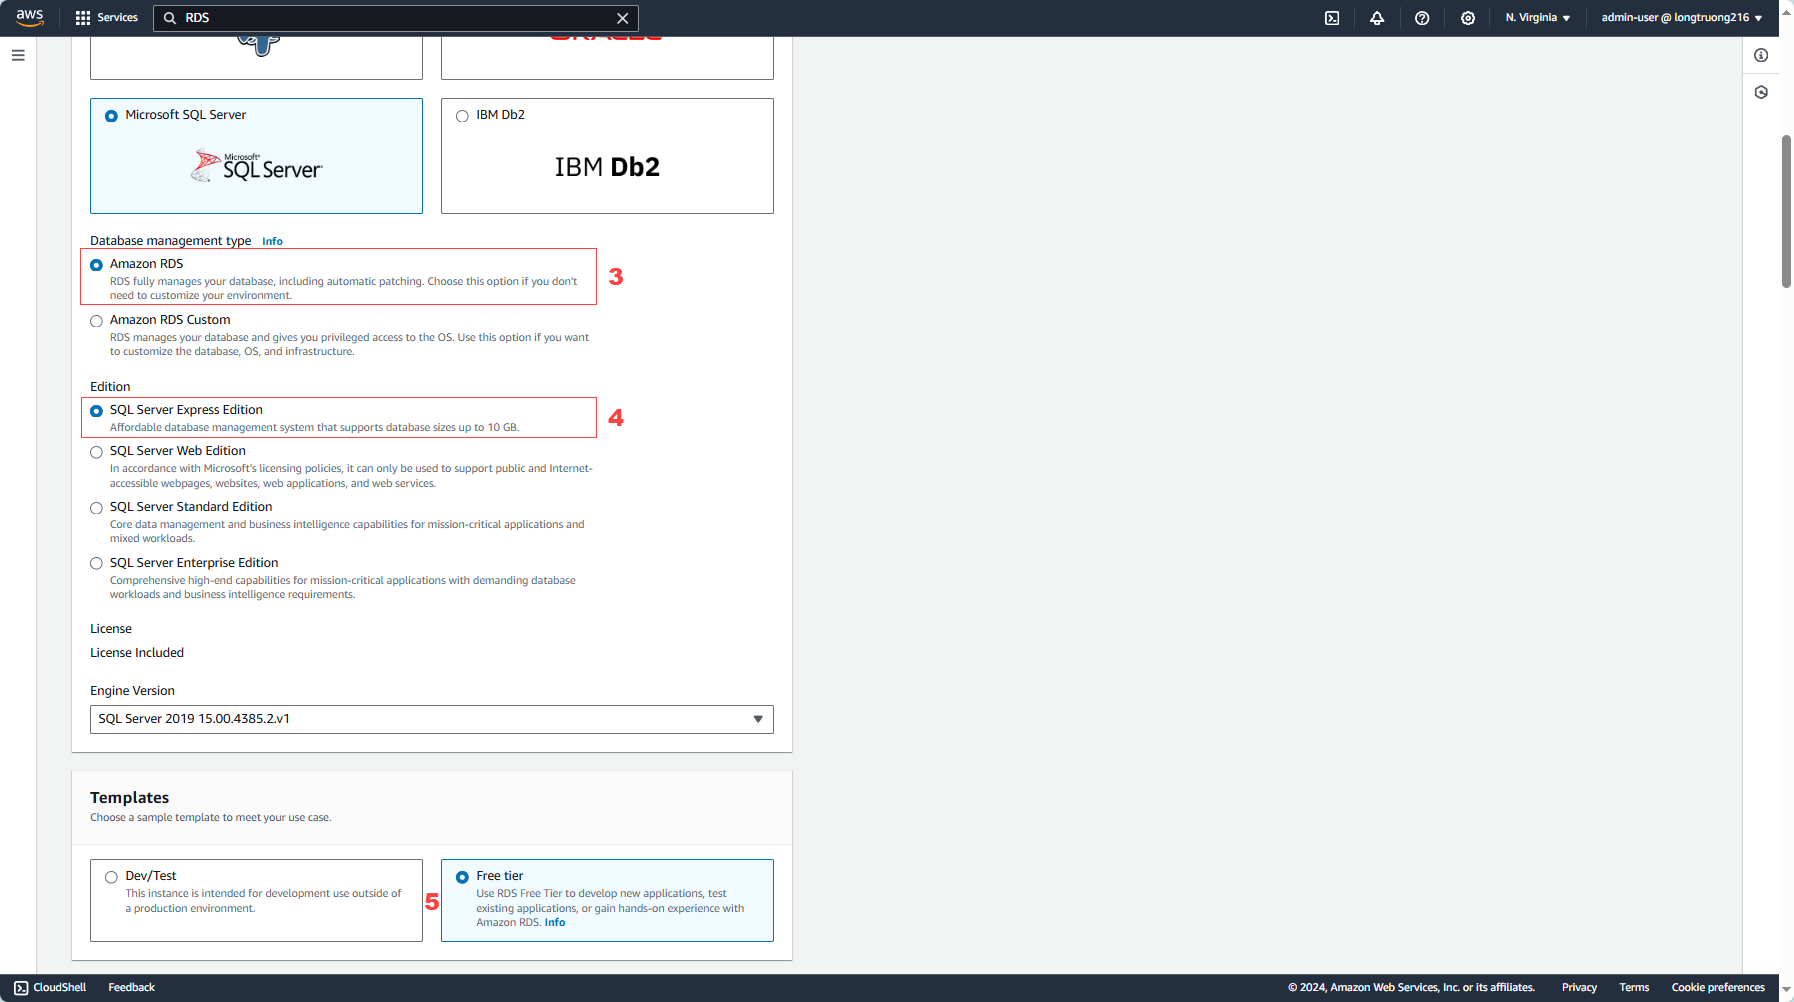 aws
Services
RDS
N. Virginia
admin-user @ longtruong216
Microsoft SQL Server
Microsoft
SQL Server
IBM Db2
IBM Db2
Database management type Info
Amazon RDS
RDS fully manages your database, including automatic patching. Choose this option if you don't
need to customize your environment.
3
Amazon RDS Custom
RDS manages your database and gives you privileged access to the OS. Use this option if you want
to customize the database, OS, and infrastructure.
Edition
SQL Server Express Edition
Affordable database management system that supports database sizes up to 10 GB.
4
SQL Server Web Edition
In accordance with Microsoft's licensing policies, it can only be used to support public and Internet-
accessible webpages, websites, web applications, and web services.
SQL Server Standard Edition
Core data management and business intelligence capabilities for mission-critical applications and
mixed workloads.
SQL Server Enterprise Edition
Comprehensive high-end capabilities for mission-critical applications with demanding database
workloads and business intelligence requirements.
License
License Included
Engine Version
SQL Server 2019 15.00.4385.2.v1
Templates
Choose a sample template to meet your use case.
Dev/Test
This instance is intended for development use outside of
a production environment.
5
Free tier
Use RDS Free Tier to develop new applications, test
existing applications, or gain hands-on experience with
Amazon RDS. Info
CloudShell
Feedback
© 2024, Amazon Web Services, Inc. or its affiliates.
Privacy
Terms
Cookie preferences